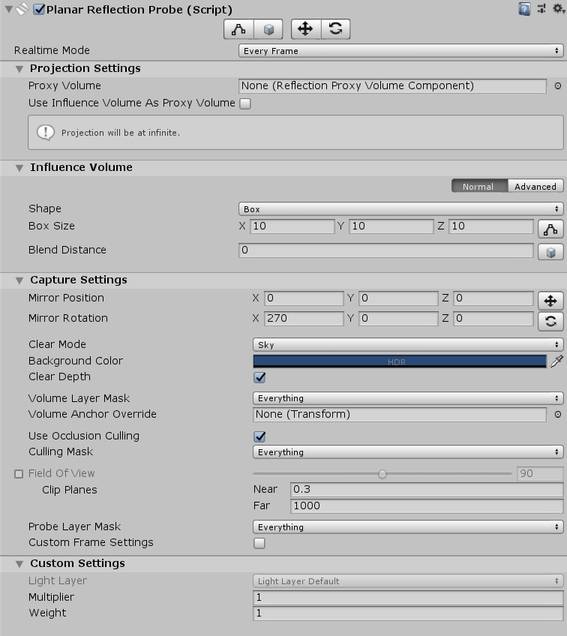 Planar Reflection Probe (Script)
Realtime Mode Every Frame
Projection Settings
Proxy Volume None (Reflection Proxy Volume Component)
Use Influence Volume As Proxy Volume
Projection will be at infinite.
Influence Volume
Normal Advanced
Shape Box
Box Size X 10 Y 10 Z 10
Blend Distance 0
Capture Settings
Mirror Position X 0 Y 0 Z 0
Mirror Rotation X 270 Y 0 Z 0
Clear Mode Sky
Background Color HDR
Clear Depth
Volume Layer Mask Everything
Volume Anchor Override None (Transform)
Use Occlusion Culling
Culling Mask Everything
Field Of View 90
Clip Planes Near 0.3
Far 1000
Probe Layer Mask Everything
Custom Frame Settings
Custom Settings
Light Layer Light Layer Default
Multiplier 1
Weight 1